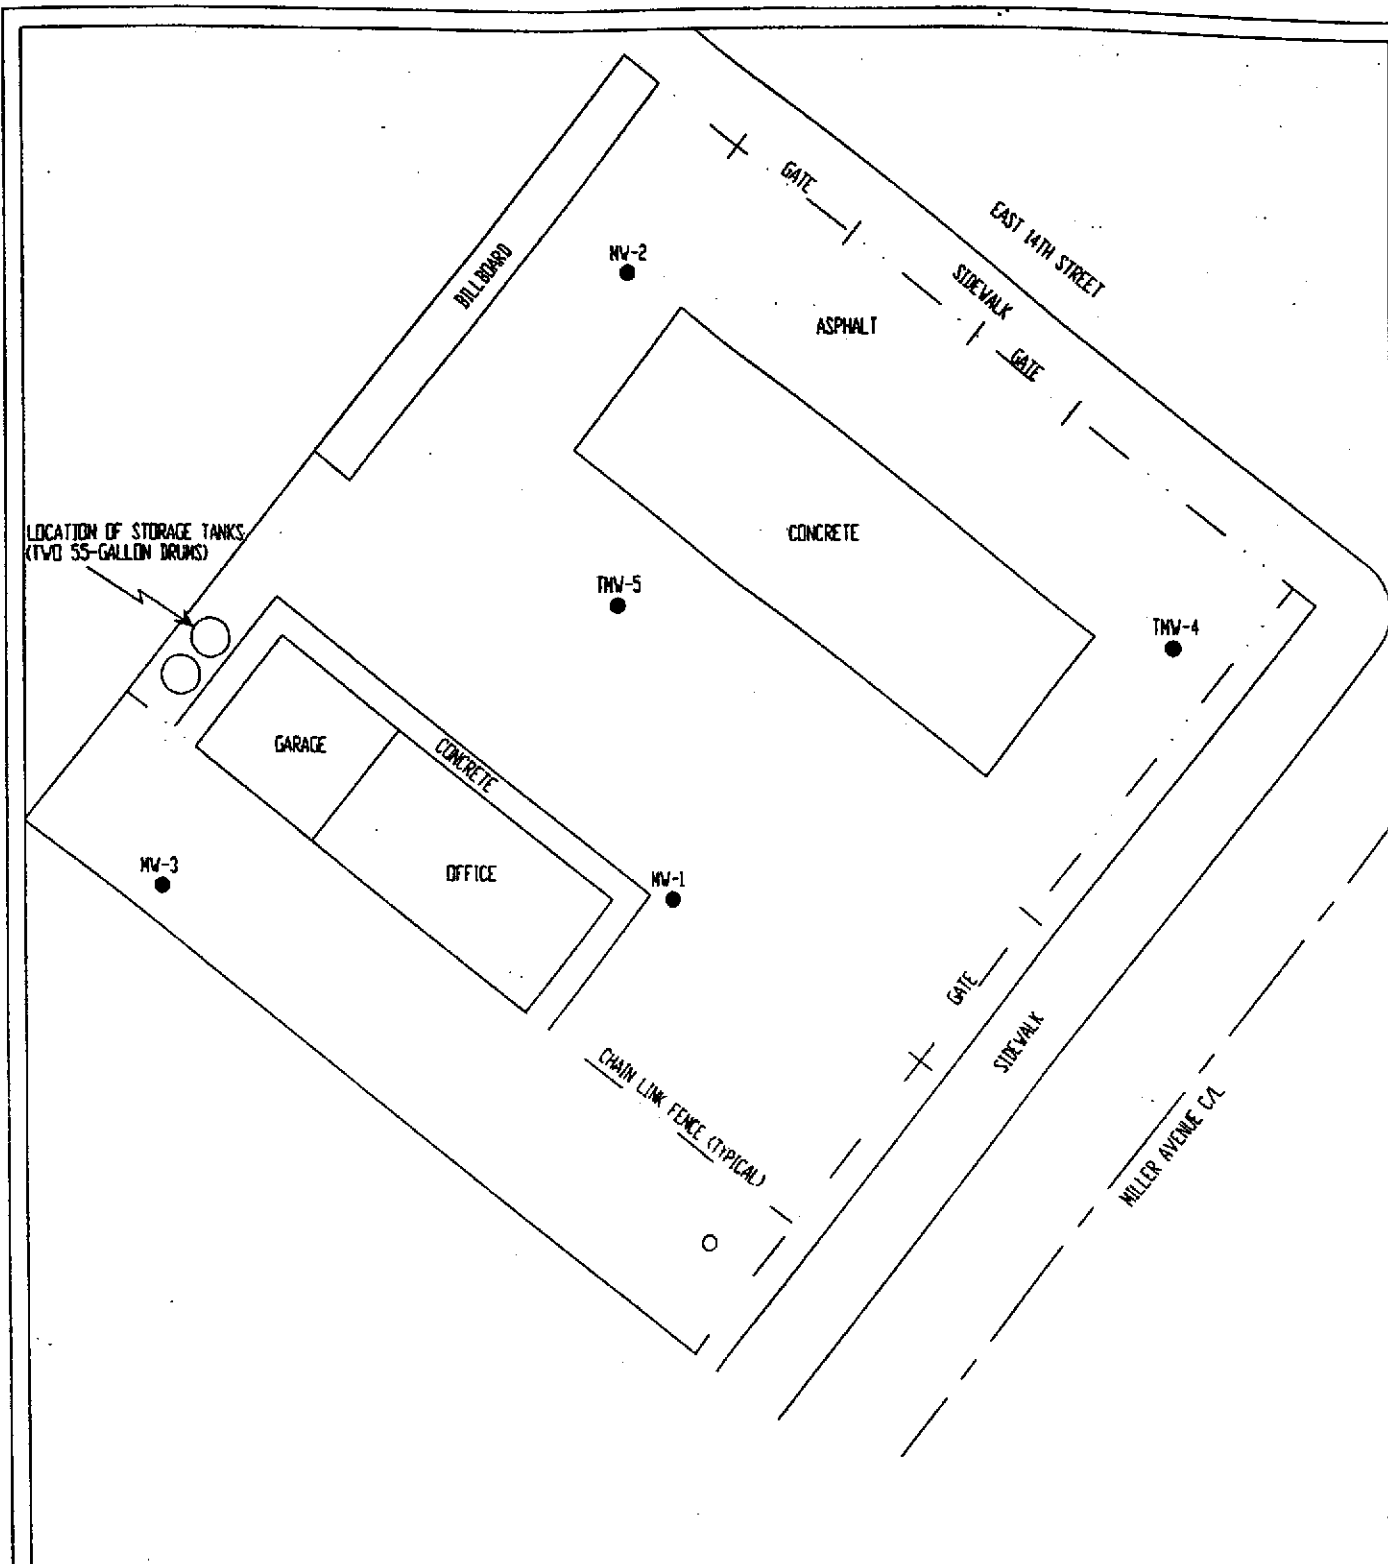 GATE
EAST 14TH STREET
BILLBOARD
MW-2
SIDEWALK
ASPHALT
GATE
LOCATION OF STORAGE TANKS
(TWO 55-GALLON DRUMS)
CONCRETE
TMW-5
TMW-4
GARAGE
CONCRETE
MW-3
OFFICE
MW-1
GATE
SIDEWALK
CHAIN LINK FENCE (TYPICAL)
MILLER AVENUE C/L